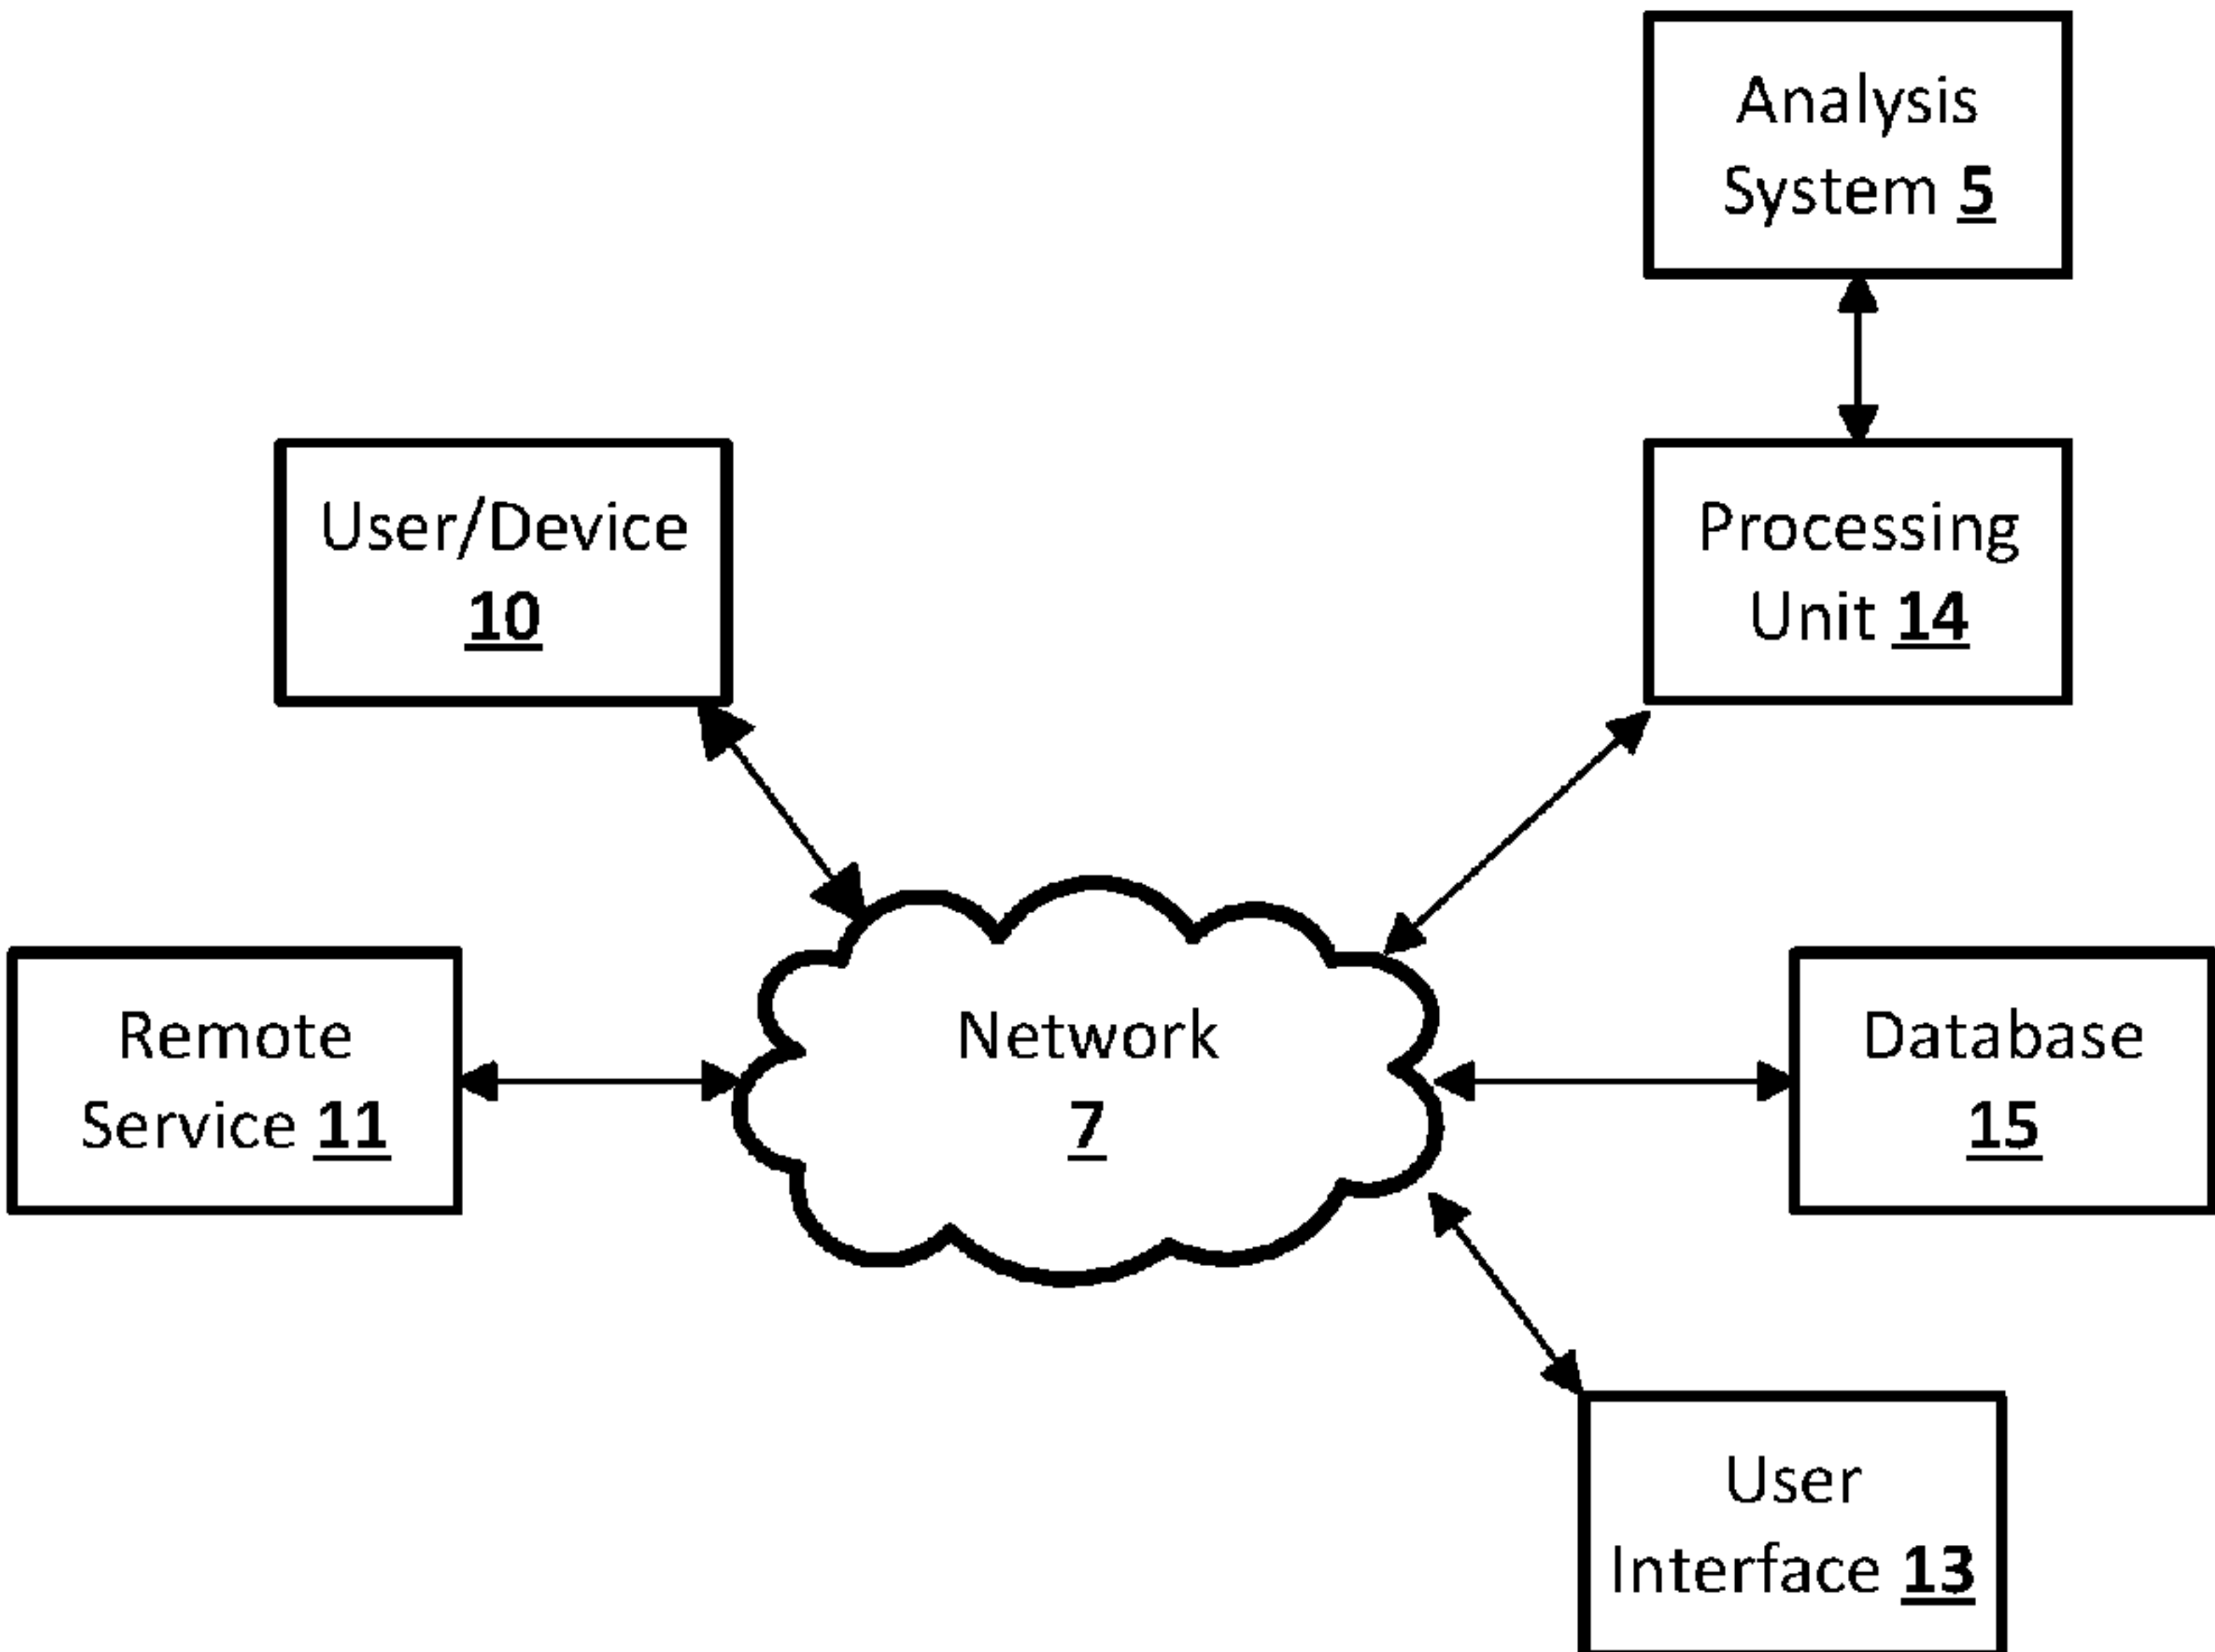 Analysis
System 5
User/Device
10
Processing
Unit 14
Remote
Service 11
Network
7
Database
15
User
Interface 13